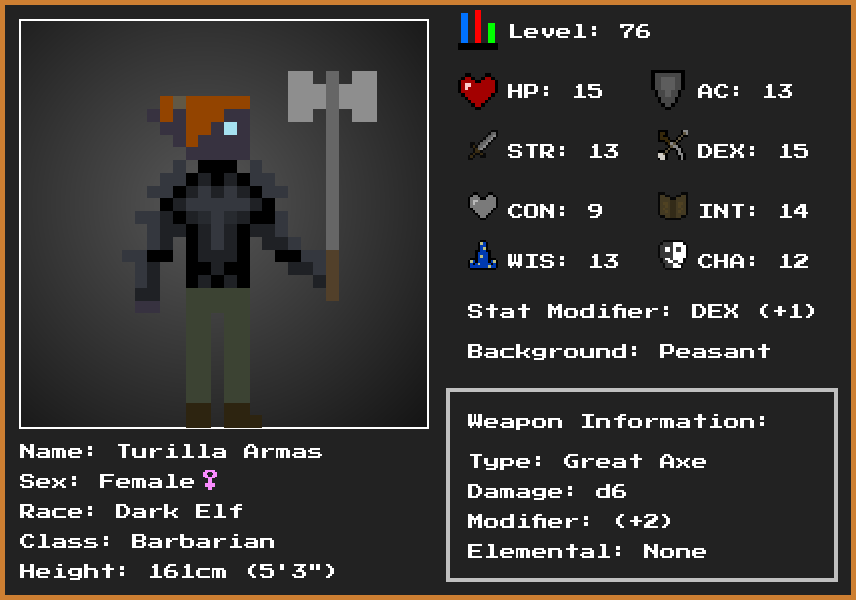 Level: 76
HP: 15
AC: 13
STR: 13
DEX: 15
CON: 9
INT: 14
WIS: 13
CHA: 12
Stat Modifier: DEX (+1)
Background: Peasant
Weapon Information:
Type: Great Axe
Damage: d6
Modifier: (+2)
Elemental: None
Name: Turilla Armas
Sex: Female♀
Race: Dark Elf
Class: Barbarian
Height: 161cm (5'3")